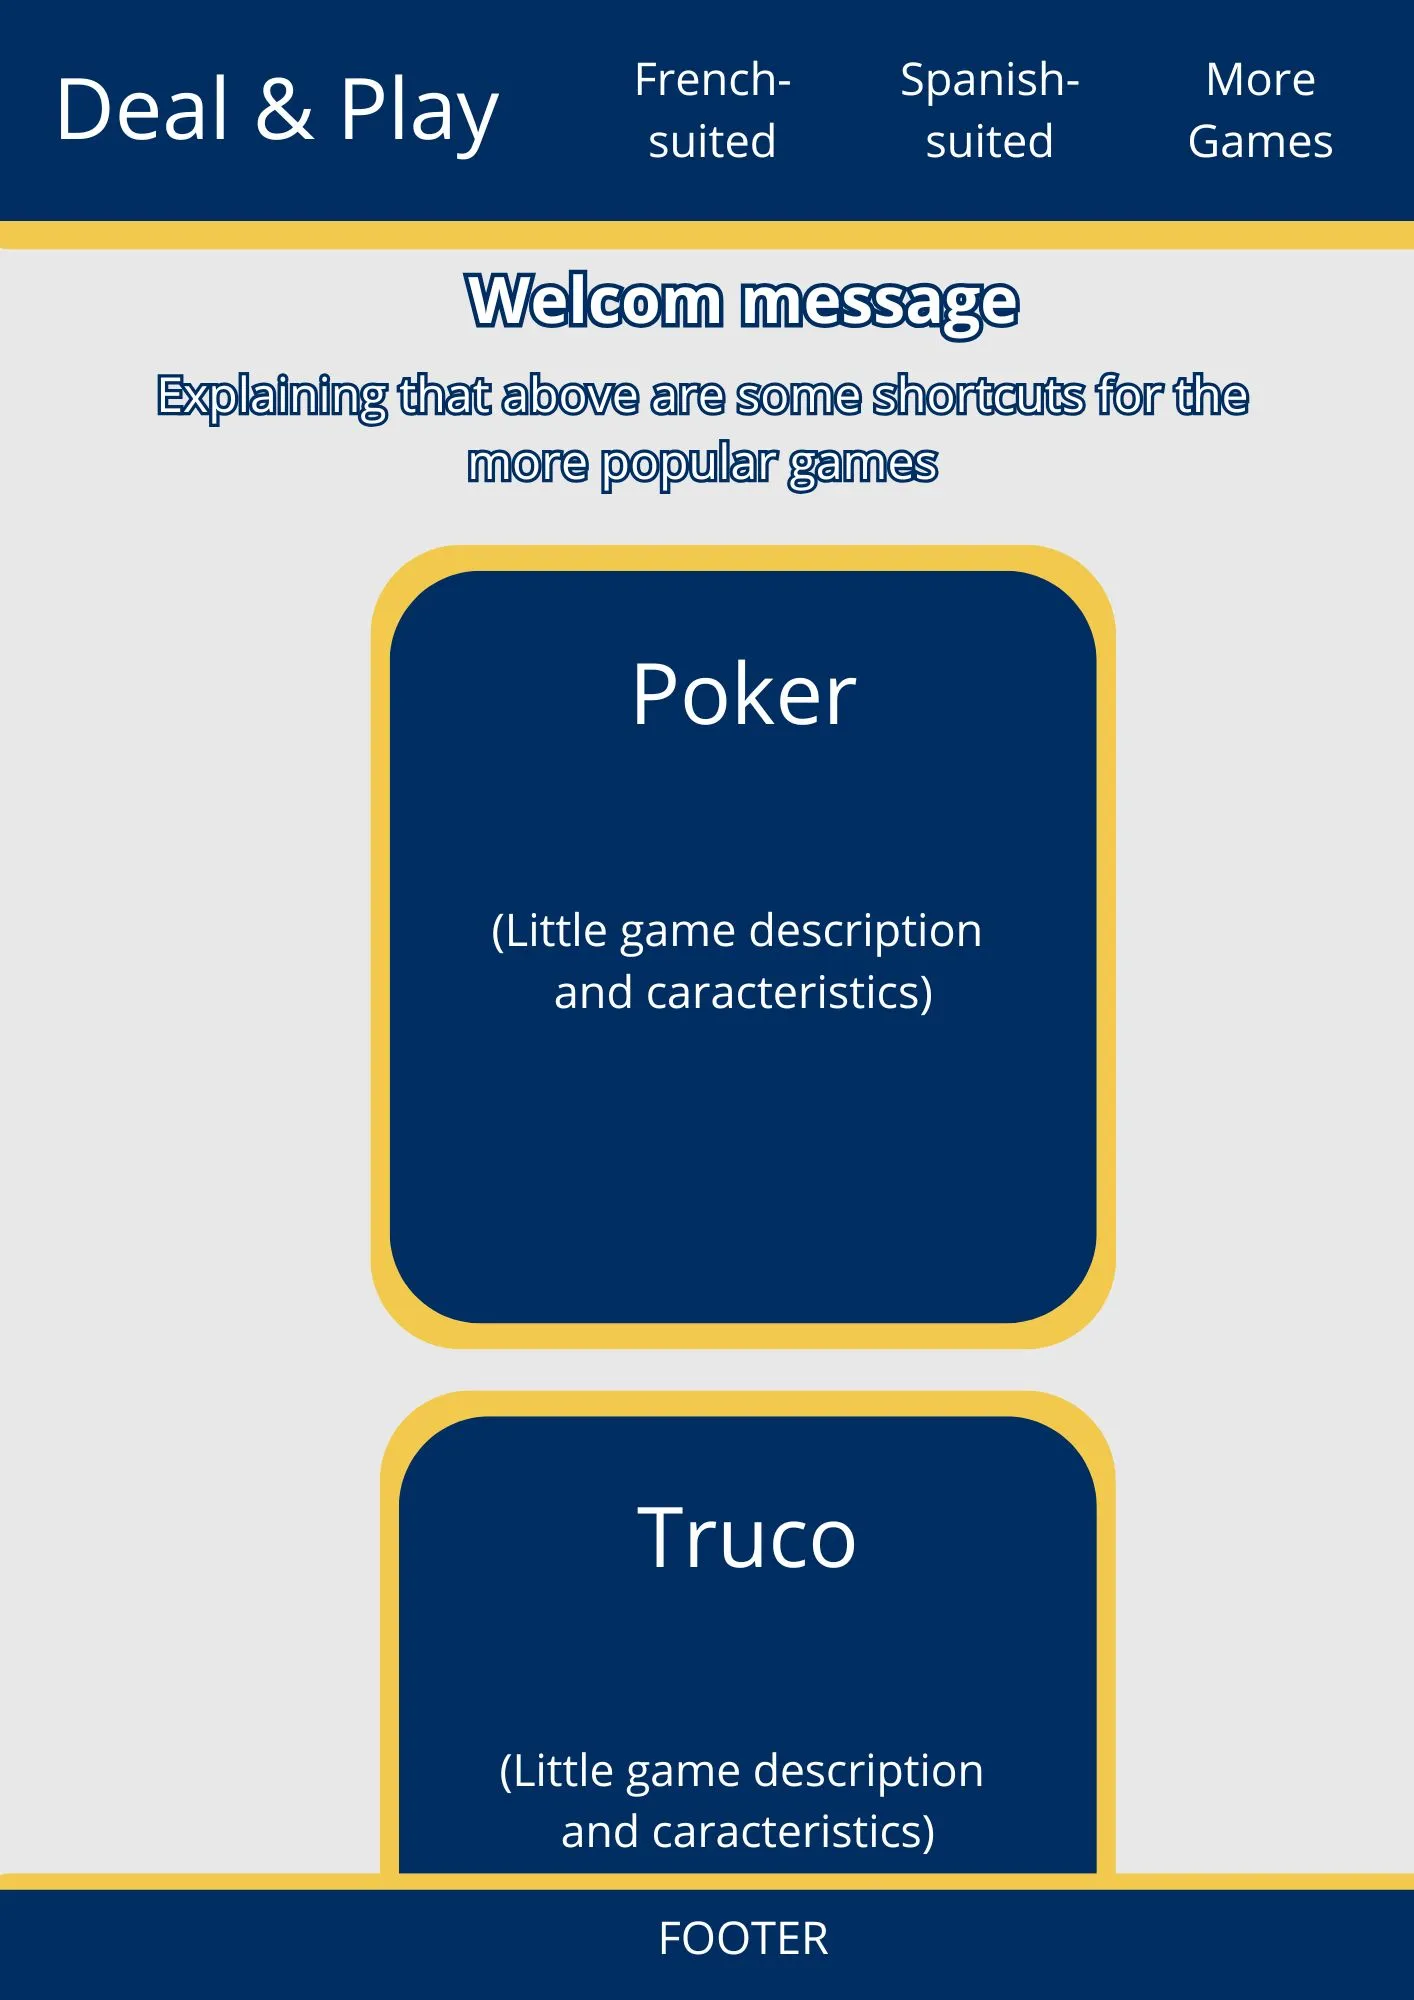 Deal & Play
French-
suited
Spanish-
suited
More
Games
Welcom message
Explaining that above are some shortcuts for the
more popular games
Poker
(Little game description
and caracteristics)
Truco
(Little game description
and caracteristics)
FOOTER